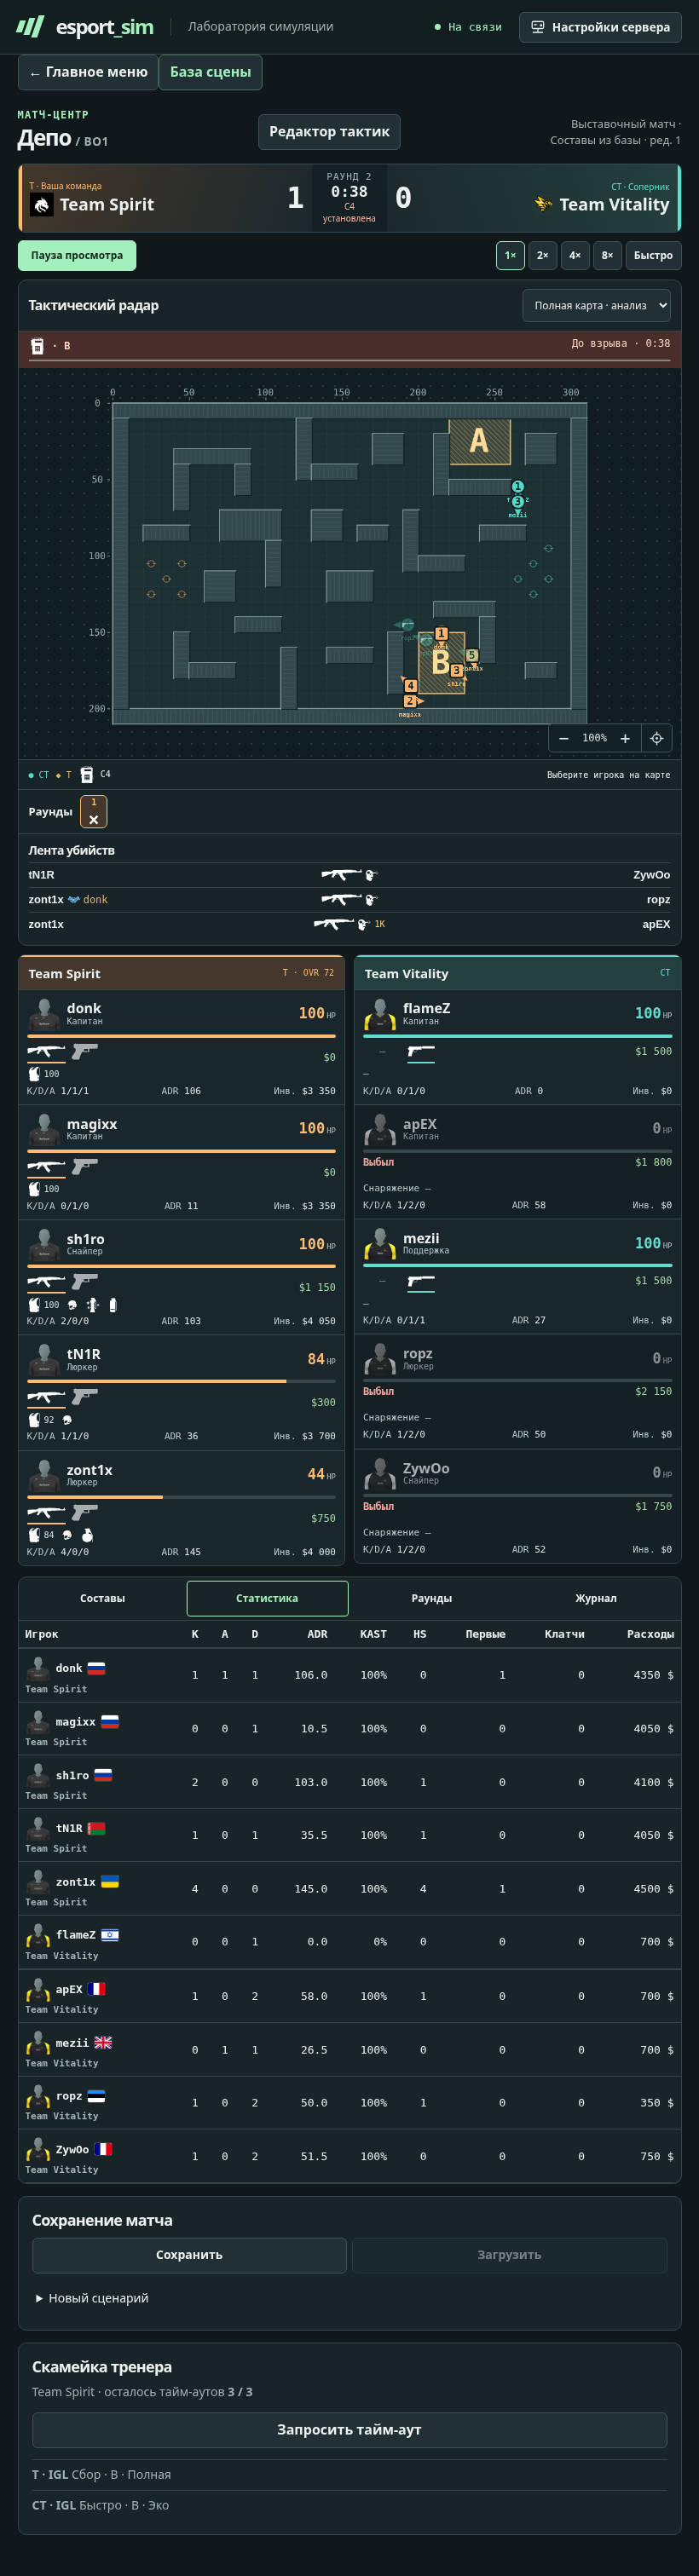 esport_sim
Лаборатория симуляции
На связи
Настройки сервера
← Главное меню
База сцены
МАТЧ-ЦЕНТР
Депо / BO1
Редактор тактик
Выставочный матч ·
Составы из базы · ред. 1
T · Ваша команда
Team Spirit
1
РАУНД 2
0:38
C4
установлена
0
CT · Соперник
Team Vitality
Пауза просмотра
1×
2×
4×
8×
Быстро
Тактический радар
Полная карта · анализ
· B
До взрыва · 0:38
0 50 100 150 200 250 300
0
50
100
150
200
A
B
1
3
mezii
1
5
3
sh1ro
4
2
magixx
− 100% +
CT
T
C4
Выберите игрока на карте
Раунды
1
Лента убийств
tN1R ZywOo
zont1x donk ropz
zont1x 1K apEX
Team Spirit
T · OVR 72
donk
Капитан
100 HP
$0
100
K/D/A 1/1/1 ADR 106 Инв. $3 350
magixx
Капитан
100 HP
$0
100
K/D/A 0/1/0 ADR 11 Инв. $3 350
sh1ro
Снайпер
100 HP
$1 150
100
K/D/A 2/0/0 ADR 103 Инв. $4 050
tN1R
Люркер
84 HP
$300
92
K/D/A 1/1/0 ADR 36 Инв. $3 700
zont1x
Люркер
44 HP
$750
84
K/D/A 4/0/0 ADR 145 Инв. $4 000
Team Vitality
CT
flameZ
Капитан
100 HP
— $1 500
—
K/D/A 0/1/0 ADR 0 Инв. $0
apEX
Капитан
0 HP
Выбыл $1 800
Снаряжение —
K/D/A 1/2/0 ADR 58 Инв. $0
mezii
Поддержка
100 HP
— $1 500
—
K/D/A 0/1/1 ADR 27 Инв. $0
ropz
Люркер
0 HP
Выбыл $2 150
Снаряжение —
K/D/A 1/2/0 ADR 50 Инв. $0
ZywOo
Снайпер
0 HP
Выбыл $1 750
Снаряжение —
K/D/A 1/2/0 ADR 52 Инв. $0
Составы Статистика Раунды Журнал
Игрок K A D ADR KAST HS Первые Клатчи Расходы
donk 1 1 1 106.0 100% 0 1 0 4350 $
Team Spirit
magixx 0 0 1 10.5 100% 0 0 0 4050 $
Team Spirit
sh1ro 2 0 0 103.0 100% 1 0 0 4100 $
Team Spirit
tN1R 1 0 1 35.5 100% 1 0 0 4050 $
Team Spirit
zont1x 4 0 0 145.0 100% 4 1 0 4500 $
Team Spirit
flameZ 0 0 1 0.0 0% 0 0 0 700 $
Team Vitality
apEX 1 0 2 58.0 100% 1 0 0 700 $
Team Vitality
mezii 0 1 1 26.5 100% 0 0 0 700 $
Team Vitality
ropz 1 0 2 50.0 100% 1 0 0 350 $
Team Vitality
ZywOo 1 0 2 51.5 100% 0 0 0 750 $
Team Vitality
Сохранение матча
Сохранить
Загрузить
Новый сценарий
Скамейка тренера
Team Spirit · осталось тайм-аутов 3 / 3
Запросить тайм-аут
T · IGL Сбор · B · Полная
CT · IGL Быстро · B · Эко